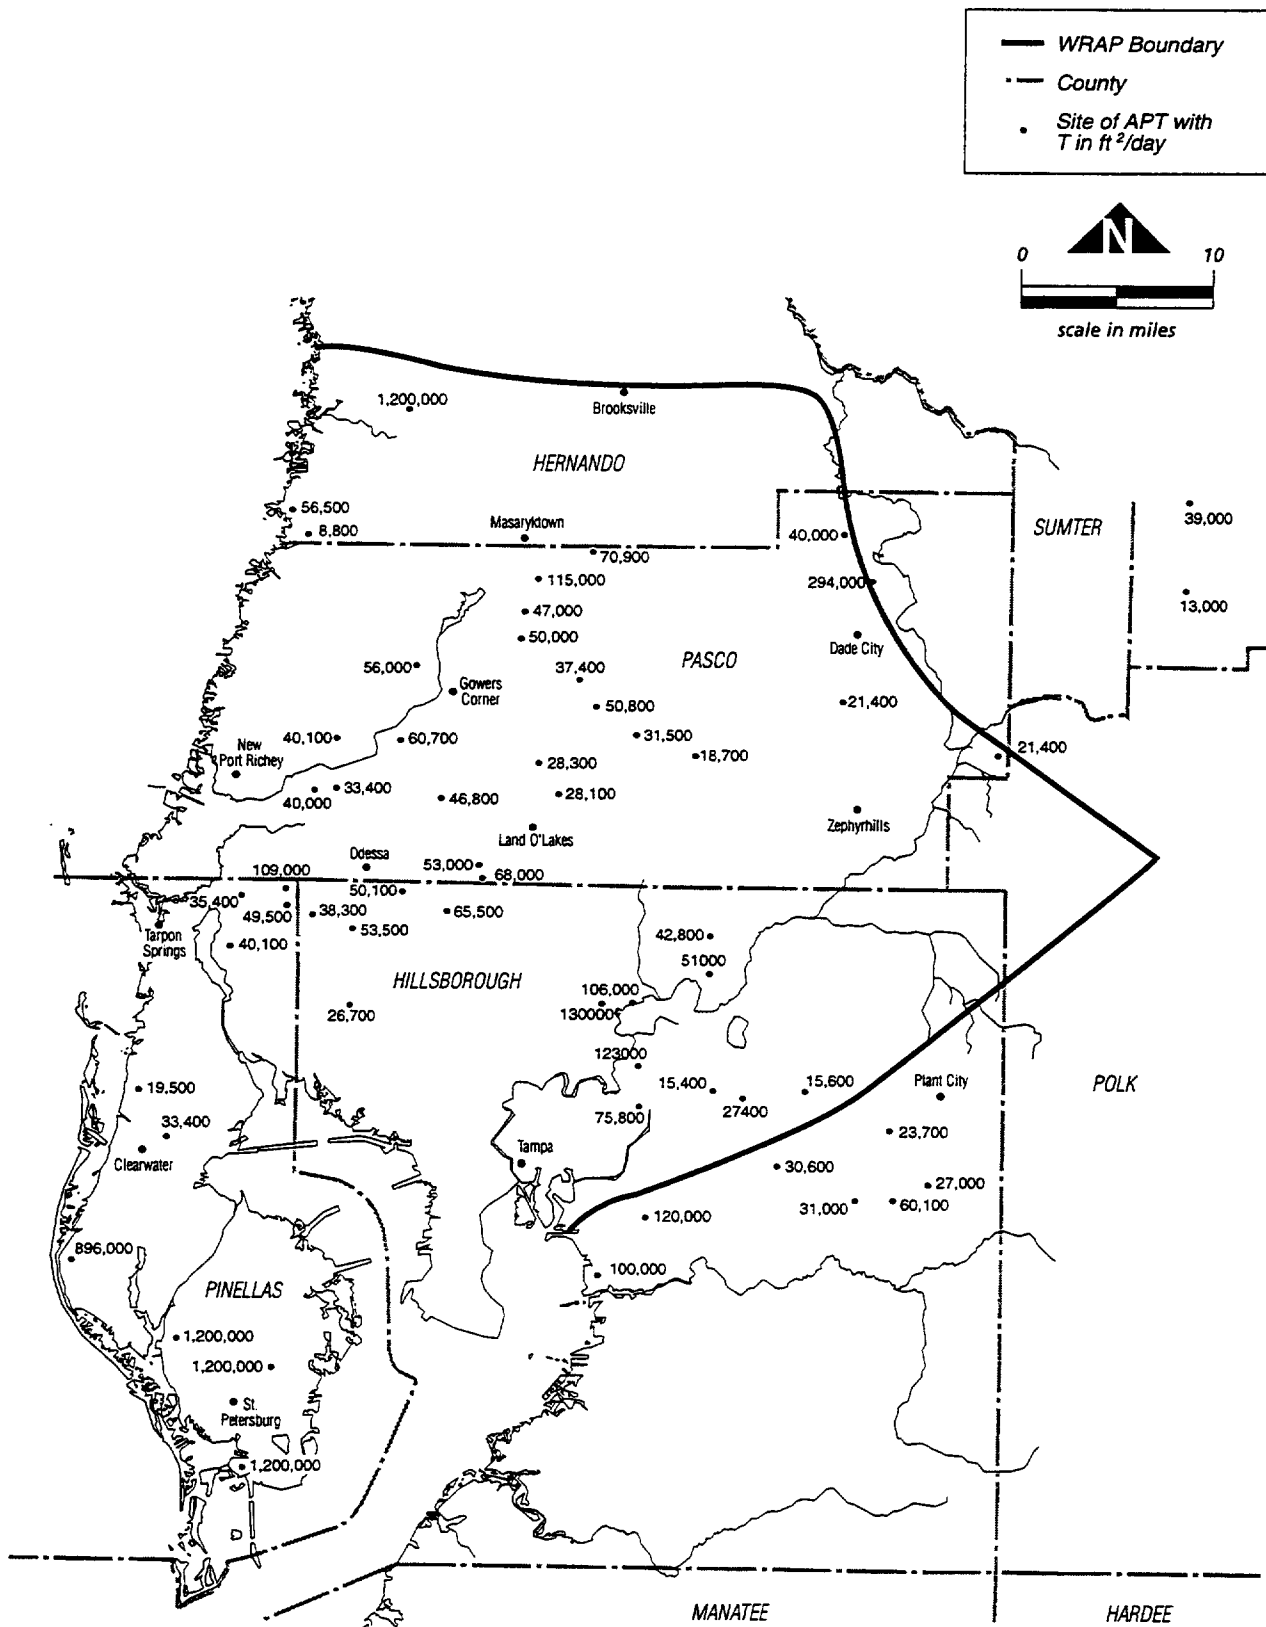 WRAP Boundary
County
Site of APT with
T in ft ²/day
N
0
10
scale in miles
1,200,000
Brooksville
HERNANDO
56,500
8,800
Masaryktown
40,000
SUMTER
39,000
70,900
115,000
294,000
13,000
47,000
50,000
Dade City
PASCO
56,000
37,400
Gowers
Corner
50,800
21,400
40,100
60,700
31,500
18,700
21,400
New
Port Richey
28,300
33,400
40,000
46,800
28,100
Zephyrhills
Land O'Lakes
Odessa
53,000
109,000
68,000
35,400
50,100
49,500
38,300
65,500
53,500
Tarpon
Springs
40,100
42,800
51000
HILLSBOROUGH
106,000
130000
26,700
123000
19,500
15,400
15,600
Plant City
POLK
27400
75,800
33,400
23,700
Clearwater
Tampa
30,600
27,000
31,000
60,100
120,000
896,000
100,000
PINELLAS
1,200,000
1,200,000
St.
Petersburg
1,200,000
MANATEE
HARDEE